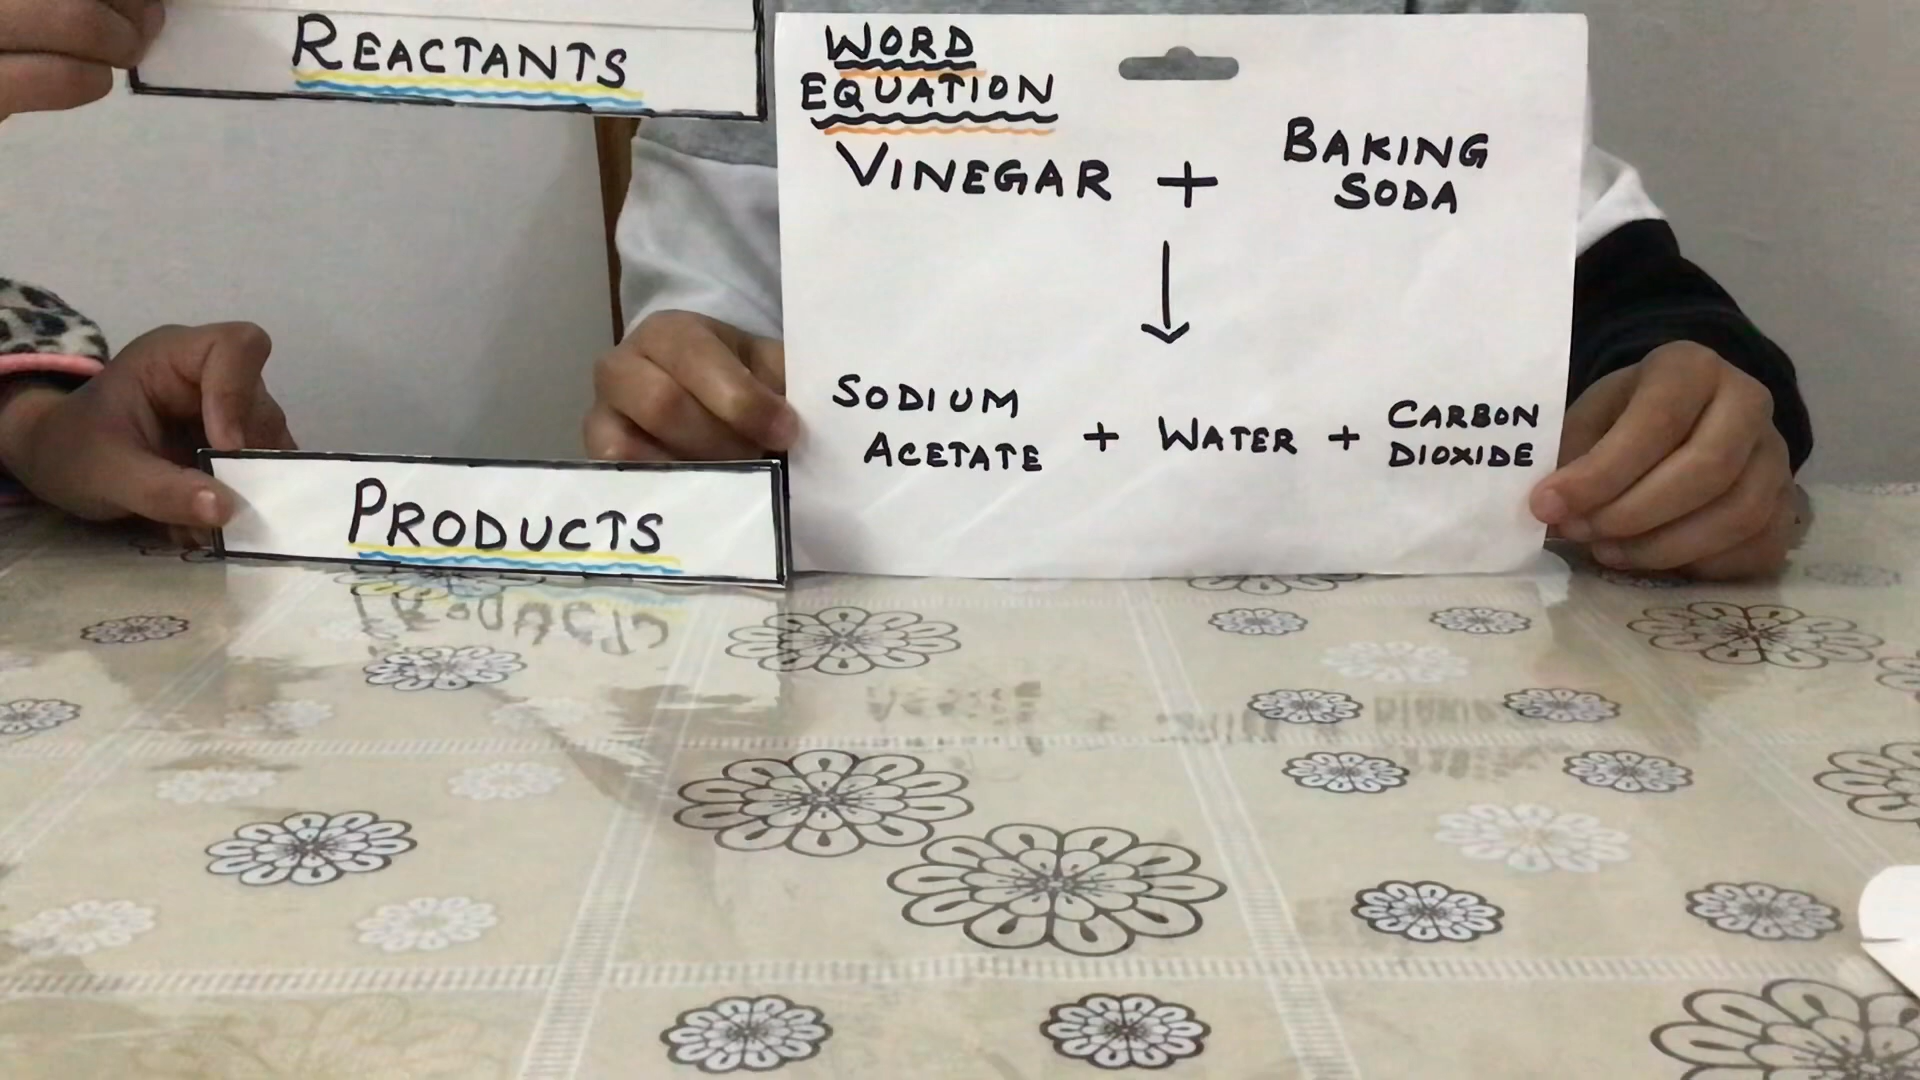 REACTANTS
WORD
EQUATION
VINEGAR + BAKING
SODA
SODIUM
ACETATE + WATER + CARBON
DIOXIDE
PRODUCTS